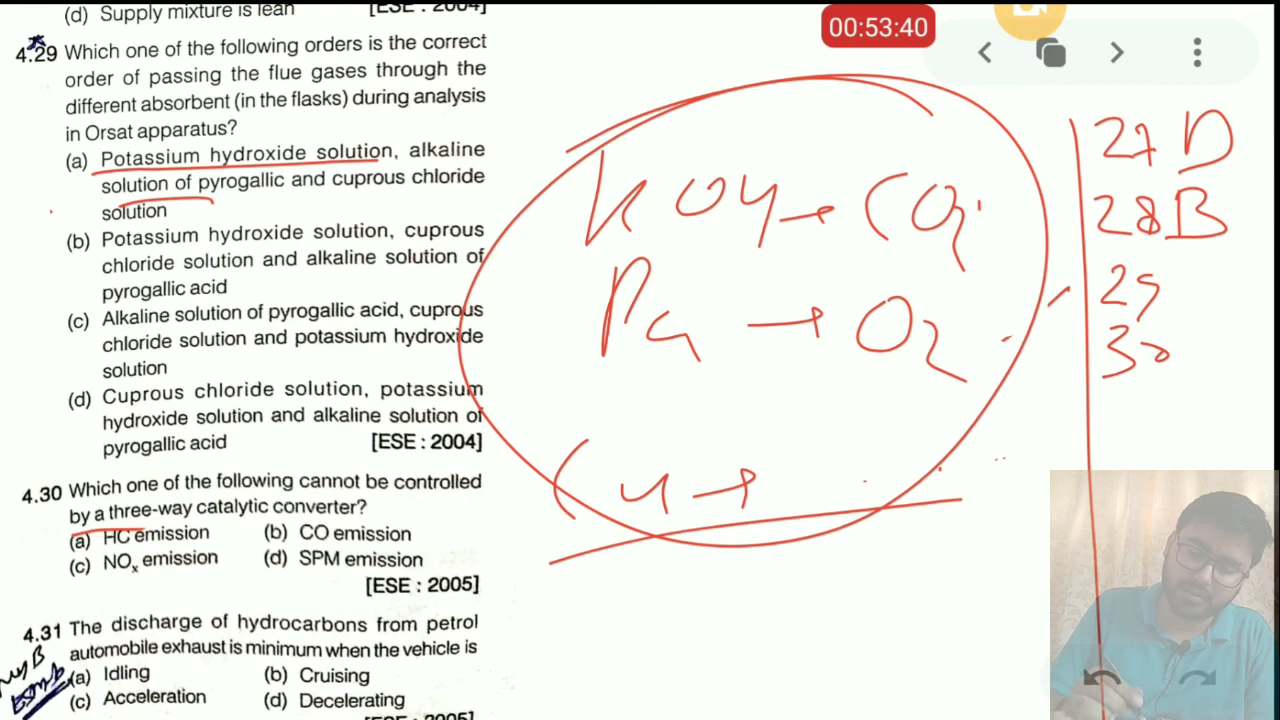 (d) Supply mixture is lean [ESE : 2004]
4.29 Which one of the following orders is the correct
order of passing the flue gases through the
different absorbent (in the flasks) during analysis
in Orsat apparatus?
(a) Potassium hydroxide solution, alkaline
solution of pyrogallic and cuprous chloride
solution
(b) Potassium hydroxide solution, cuprous
chloride solution and alkaline solution of
pyrogallic acid
(c) Alkaline solution of pyrogallic acid, cuprous
chloride solution and potassium hydroxide
solution
(d) Cuprous chloride solution, potassium
hydroxide solution and alkaline solution of
pyrogallic acid [ESE : 2004]
4.30 Which one of the following cannot be controlled
by a three-way catalytic converter?
(a) HC emission (b) CO emission
(c) NOx emission (d) SPM emission
[ESE : 2005]
4.31 The discharge of hydrocarbons from petrol
automobile exhaust is minimum when the vehicle is
(a) Idling (b) Cruising
(c) Acceleration (d) Decelerating
[ESE : 2005]
00:53:40
KOH → CO2
→ O2
Cu →
27 D
28 B
29
30